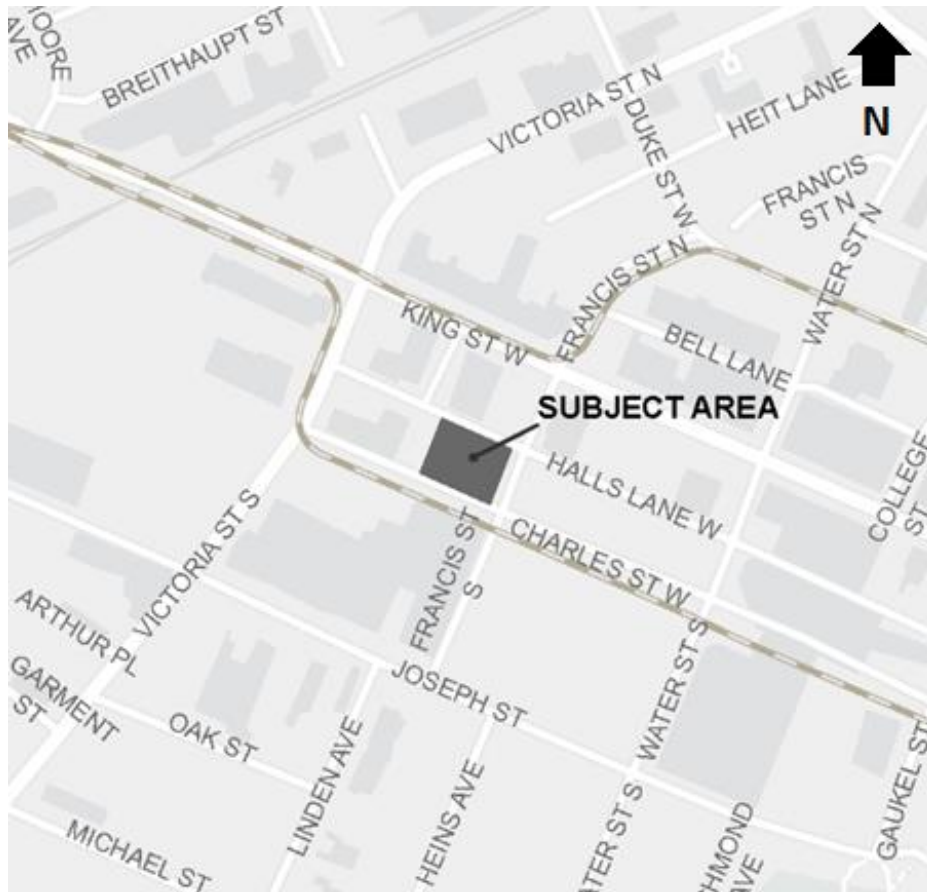 MOORE
AVE
BREITHAUPT ST
VICTORIA ST N
DUKE ST W
HEIT LANE
N
FRANCIS
ST N
WATER ST N
FRANCIS ST N
KING ST W
BELL LANE
SUBJECT AREA
HALLS LANE W
COLLEGE
ST
CHARLES ST W
FRANCIS ST
S
VICTORIA ST S
ARTHUR PL
GARMENT
ST
OAK ST
JOSEPH ST
WATER ST S
LINDEN AVE
HEINS AVE
MICHAEL ST
ATER ST S
CHMOND
AVE
GAUKEL ST